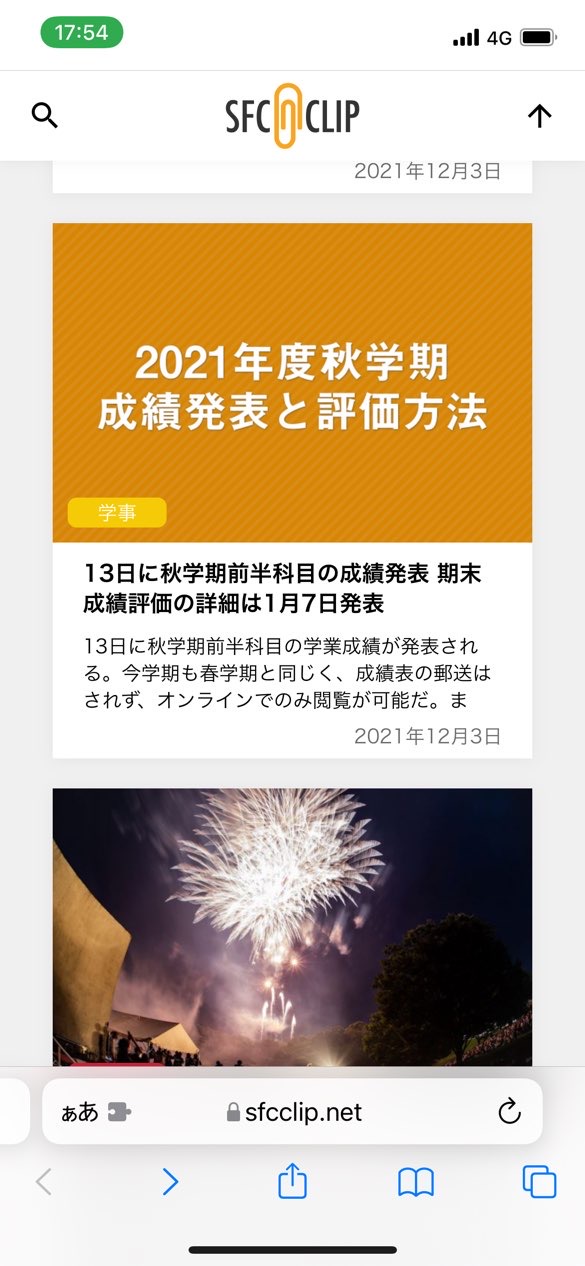 17:54
4G
SFC CLIP
2021年12月3日
2021年度秋学期
成績発表と評価方法
学事
13日に秋学期前半科目の成績発表 期末
成績評価の詳細は1月7日発表
13日に秋学期前半科目の学業成績が発表され
る。今学期も春学期と同じく、成績表の郵送は
されず、オンラインでのみ閲覧が可能だ。ま
2021年12月3日
ぁあ
sfcclip.net